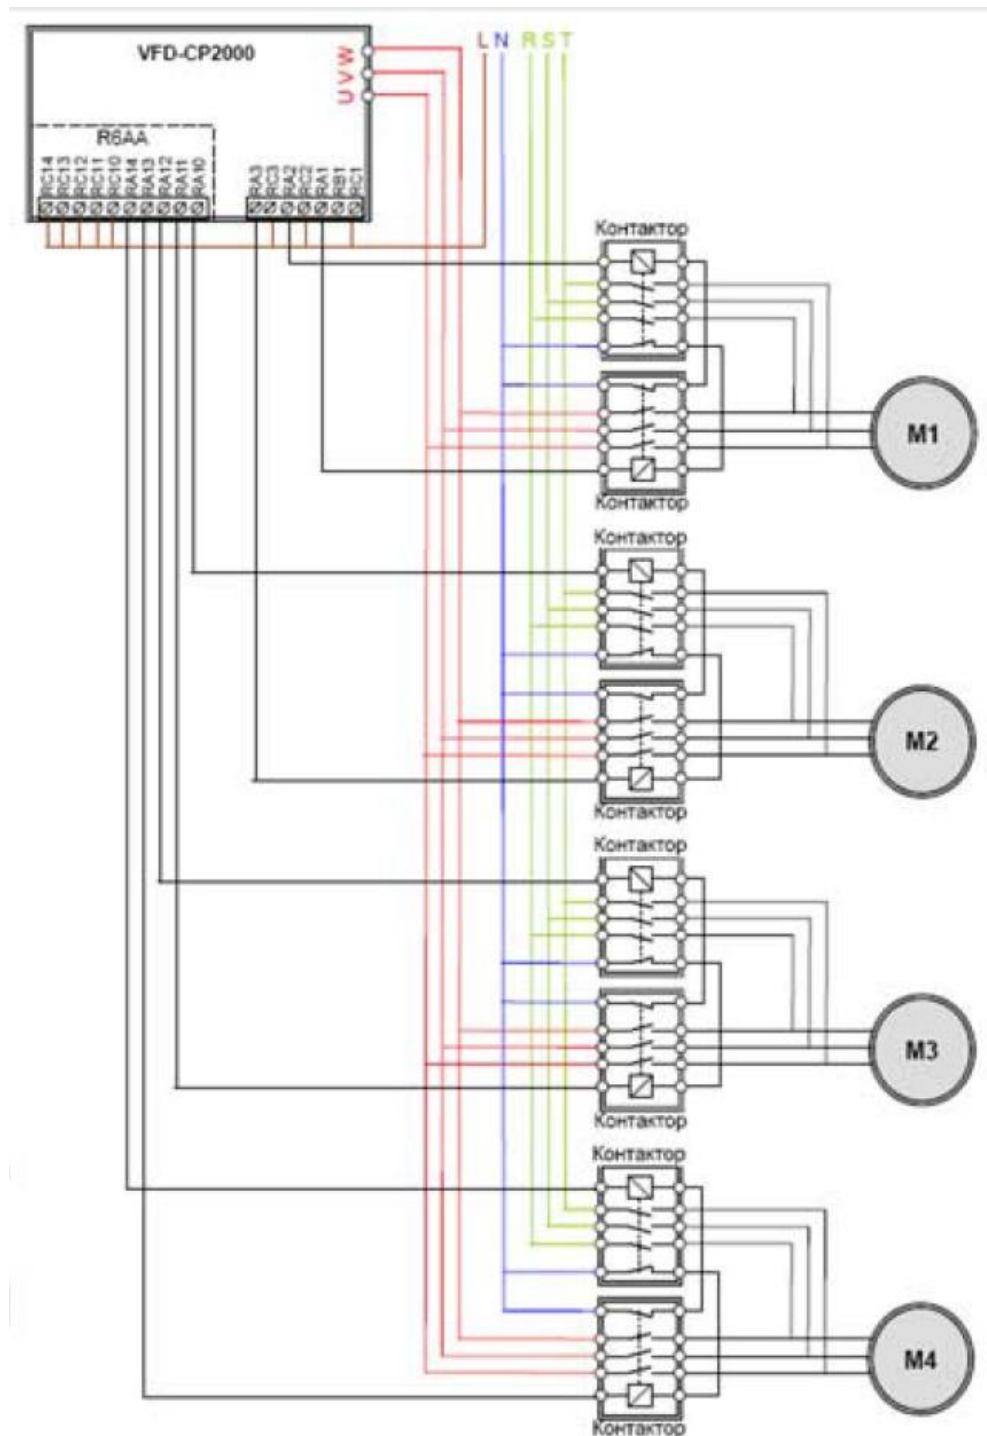 VFD-CP2000
L N R S T
W
V
U
R6AA
RC14 RC13 RC12 RC11 RC10 RA14 RA13 RA12 RA11 RA10
RA3 RC3 RA2 RC2 RA1 RB1 RC1
Контактор
M1
Контактор
Контактор
M2
Контактор
Контактор
M3
Контактор
Контактор
M4
Контактор